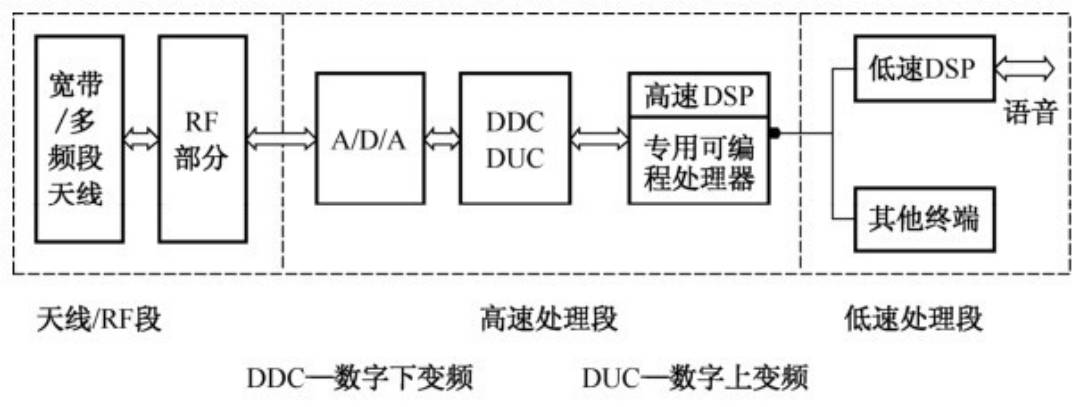 宽带
/多
频段
天线
RF
部分
A/D/A
DDC
DUC
高速DSP
专用可编
程处理器
低速DSP
语音
其他终端
天线/RF段
高速处理段
低速处理段
DDC—数字下变频
DUC—数字上变频